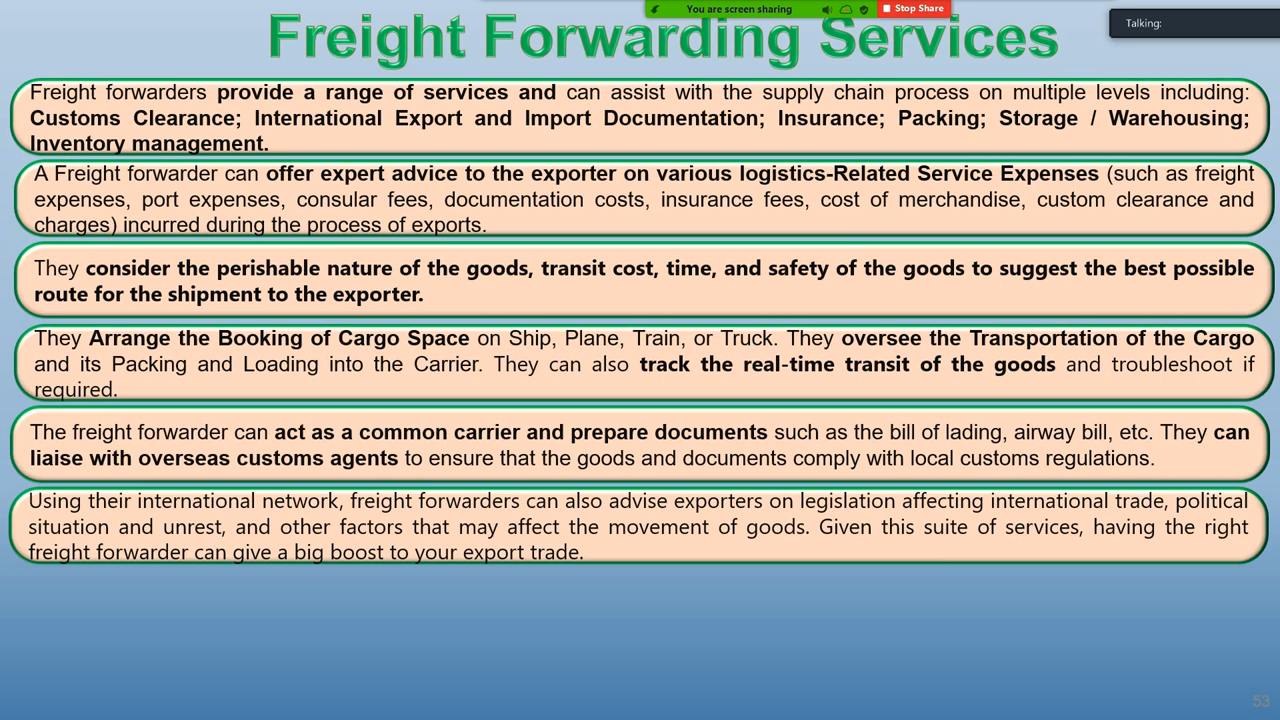 You are screen sharing
Stop Share
Talking:
Freight Forwarding Services
Freight forwarders provide a range of services and can assist with the supply chain process on multiple levels including:
Customs Clearance; International Export and Import Documentation; Insurance; Packing; Storage / Warehousing;
Inventory management.
A Freight forwarder can offer expert advice to the exporter on various logistics-Related Service Expenses (such as freight
expenses, port expenses, consular fees, documentation costs, insurance fees, cost of merchandise, custom clearance and
charges) incurred during the process of exports.
They consider the perishable nature of the goods, transit cost, time, and safety of the goods to suggest the best possible
route for the shipment to the exporter.
They Arrange the Booking of Cargo Space on Ship, Plane, Train, or Truck. They oversee the Transportation of the Cargo
and its Packing and Loading into the Carrier. They can also track the real-time transit of the goods and troubleshoot if
required.
The freight forwarder can act as a common carrier and prepare documents such as the bill of lading, airway bill, etc. They can
liaise with overseas customs agents to ensure that the goods and documents comply with local customs regulations.
Using their international network, freight forwarders can also advise exporters on legislation affecting international trade, political
situation and unrest, and other factors that may affect the movement of goods. Given this suite of services, having the right
freight forwarder can give a big boost to your export trade.
53